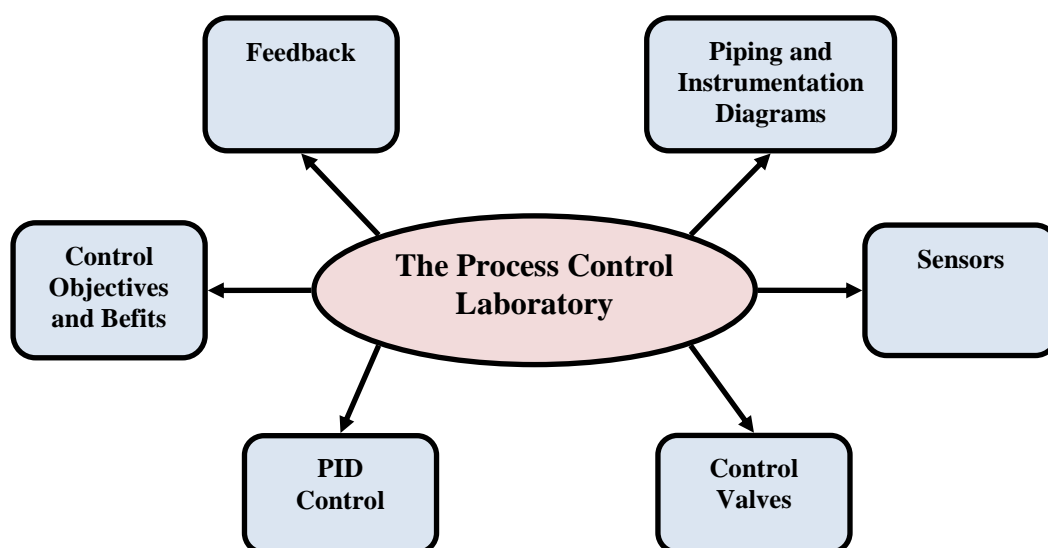 Feedback
Piping and
Instrumentation
Diagrams
Control
Objectives
and Befits
The Process Control
Laboratory
Sensors
PID
Control
Control
Valves